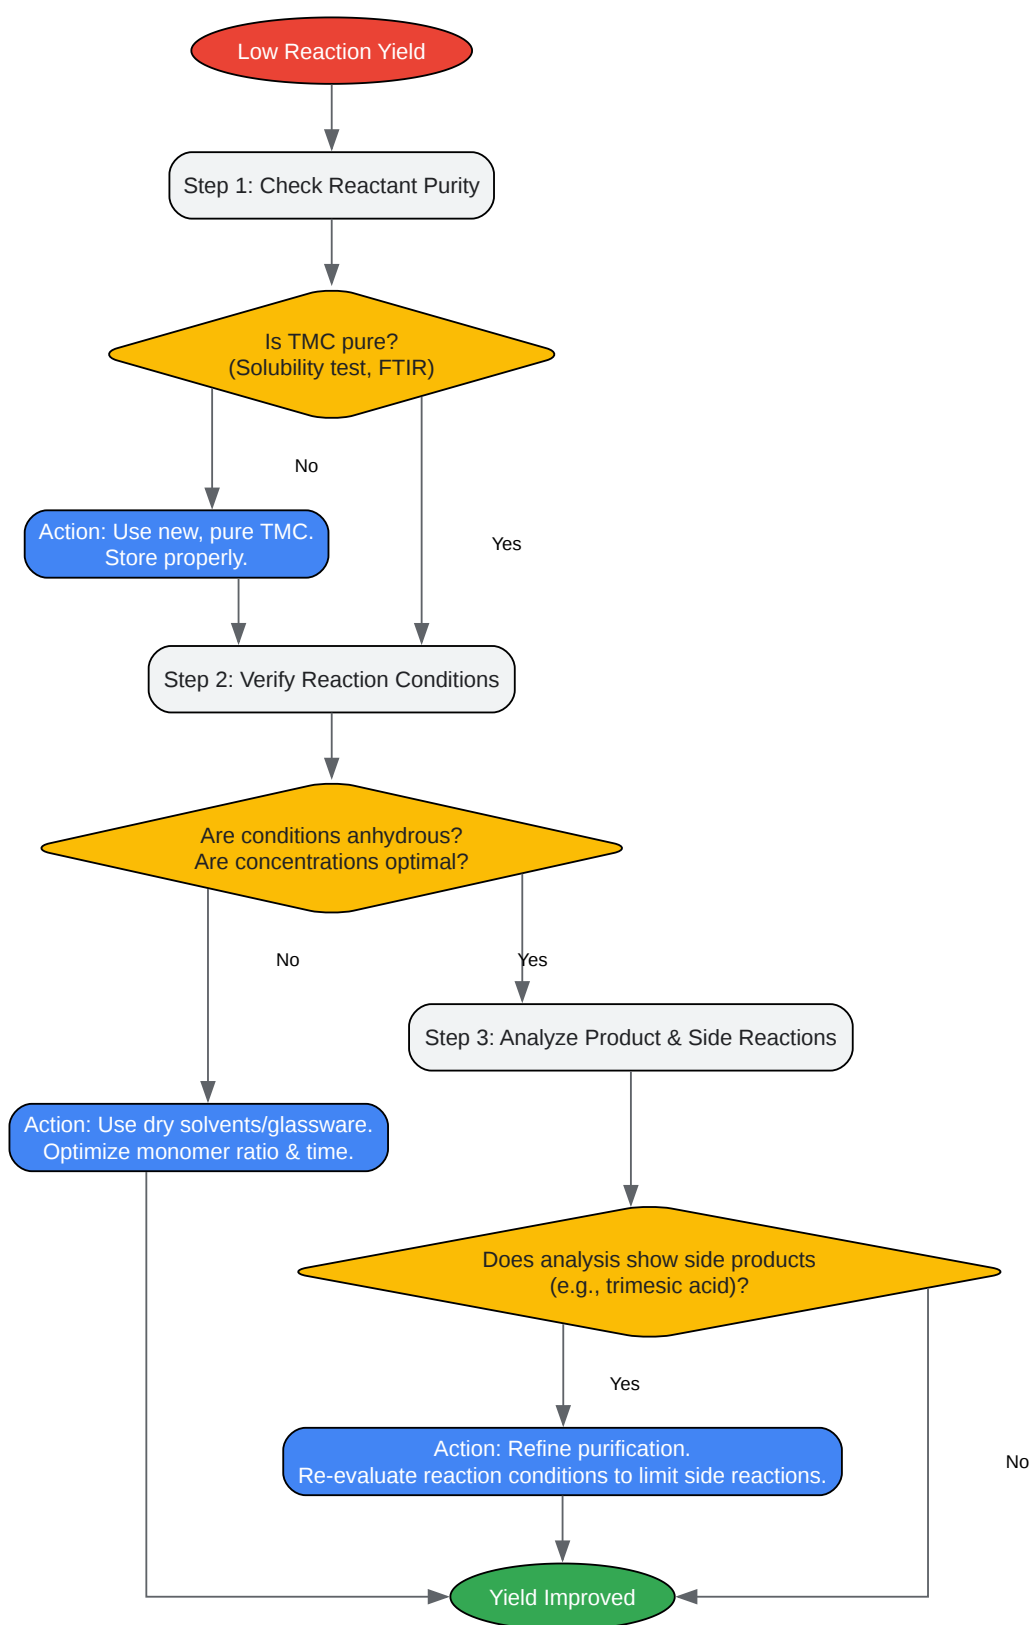 Low Reaction Yield
Step 1: Check Reactant Purity
Is TMC pure?
(Solubility test, FTIR)
No
Action: Use new, pure TMC.
Store properly.
Yes
Step 2: Verify Reaction Conditions
Are conditions anhydrous?
Are concentrations optimal?
No
Yes
Step 3: Analyze Product & Side Reactions
Action: Use dry solvents/glassware.
Optimize monomer ratio & time.
Does analysis show side products
(e.g., trimesic acid)?
Yes
Action: Refine purification.
Re-evaluate reaction conditions to limit side reactions.
No
Yield Improved